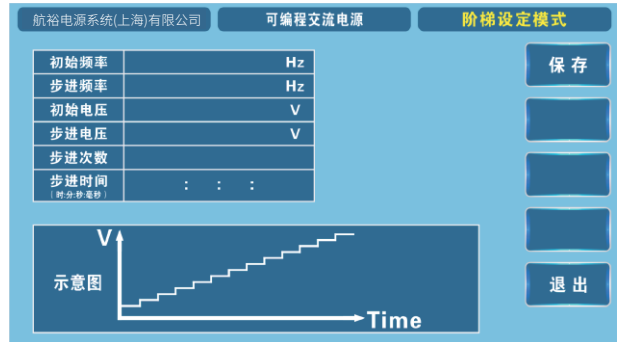 航裕电源系统(上海)有限公司 可编程交流电源 阶梯设定模式
初始频率 Hz
步进频率 Hz
初始电压 V
步进电压 V
步进次数
步进时间 : : :
(时:分:秒:毫秒)
保存
V
示意图
Time
退出